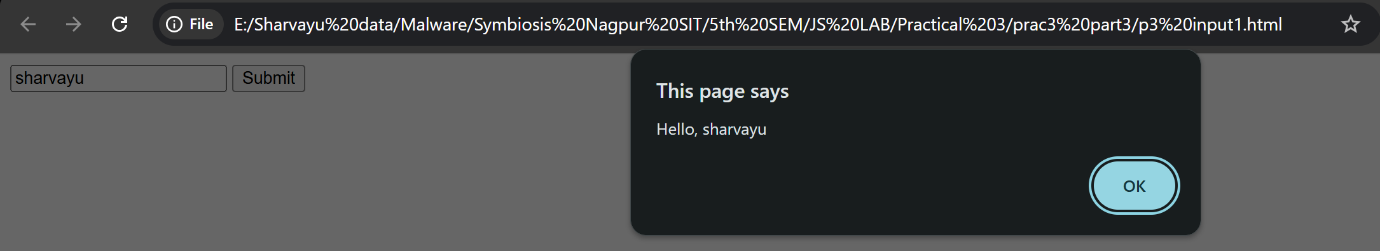 File E:/Sharvayu%20data/Malware/Symbiosis%20Nagpur%20SIT/5th%20SEM/JS%20LAB/Practical%203/prac3%20part3/p3%20input1.html
sharvayu Submit
This page says
Hello, sharvayu
OK